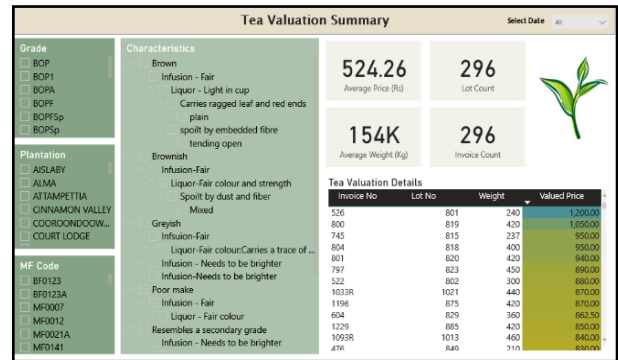 Tea Valuation Summary
Select Date
All
Grade
BOP
BOP1
BOPA
BOPF
BOPFSp
BOPSp
Plantation
AISLABY
ALMA
ATTAMPETTIA
CINNAMON VALLEY
COOROONDOOW...
COURT LODGE
MF Code
BF0123
BF0123A
MF0007
MF0012
MF0021A
MF0141
Characteristics
Brown
Infusion - Fair
Liquor - Light in cup
Carries ragged leaf and red ends
plain
spoilt by embedded fibre
tending open
Brownish
Infusion-Fair
Liquor-Fair colour and strength
Spoilt by dust and fiber
Mixed
Greyish
Infsuion-Fair
Liquor-Fair colour:Carries a trace of ...
Infusion - Needs to be brighter
Infusion-Needs to be brighter
Poor make
Infusion - Fair
Liquor - Fair colour
Resembles a secondary grade
Infusion - Needs to be brighter
524.26
Average Price (Rs)
296
Lot Count
154K
Average Weight (Kg)
296
Invoice Count
Tea Valuation Details
Invoice No Lot No Weight Valued Price
526 801 240 1,200.00
800 819 420 1,050.00
745 815 237 950.00
804 818 400 950.00
801 820 420 940.00
797 823 450 890.00
522 802 300 880.00
1033R 1021 440 870.00
1196 875 420 870.00
604 829 360 862.50
1229 885 420 850.00
1093R 1013 460 840.00
476 849 210 830.00